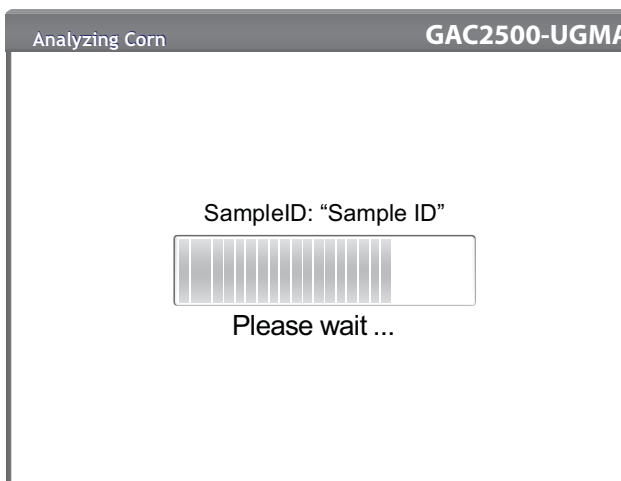 Analyzing Corn GAC2500-UGMA
SampleID: “Sample ID”
Please wait ...